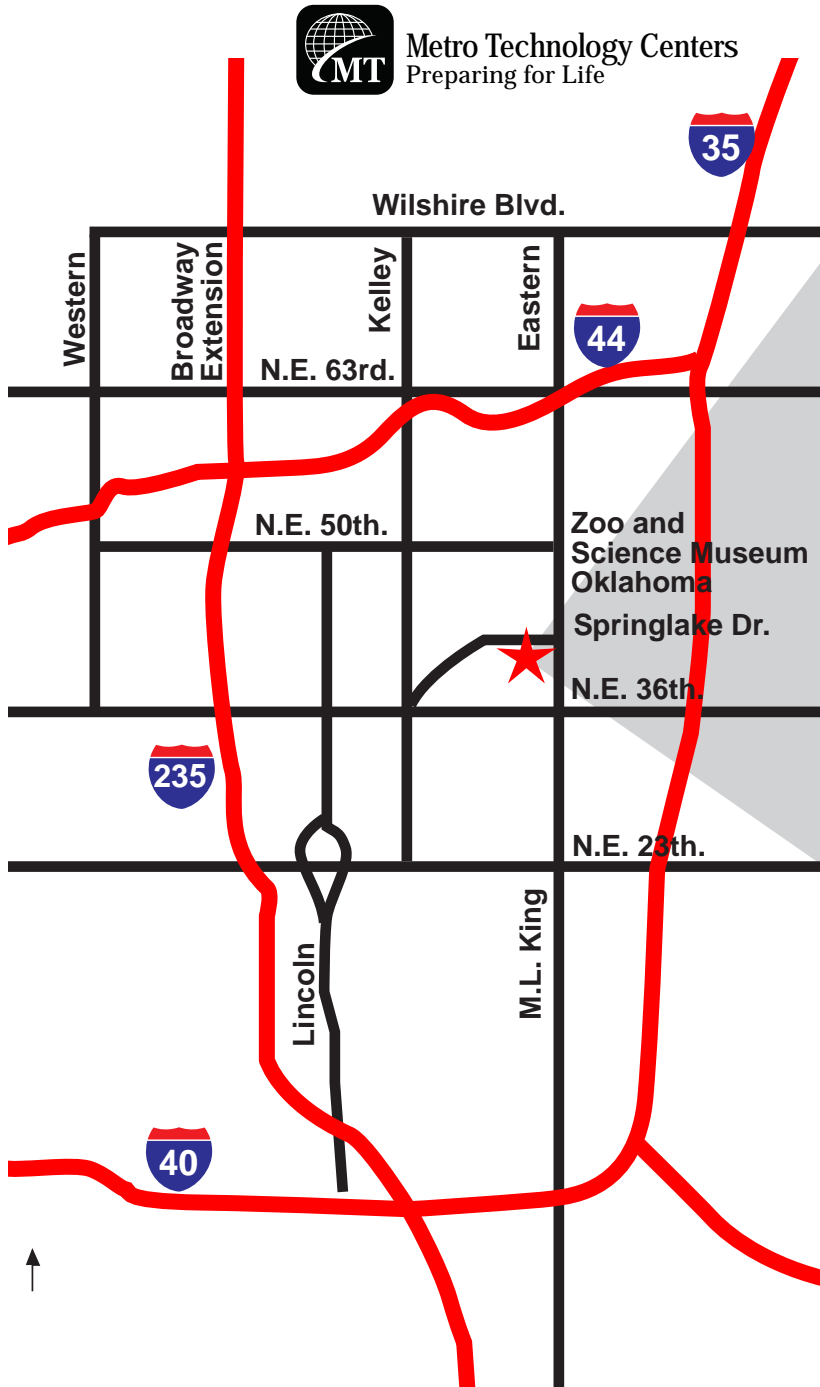 MT
Metro Technology Centers
Preparing for Life
35
Wilshire Blvd.
Western
Broadway
Extension
Kelley
Eastern
44
N.E. 63rd.
N.E. 50th.
Zoo and
Science Museum
Oklahoma
Springlake Dr.
N.E. 36th.
235
N.E. 23th.
Lincoln
M.L. King
40